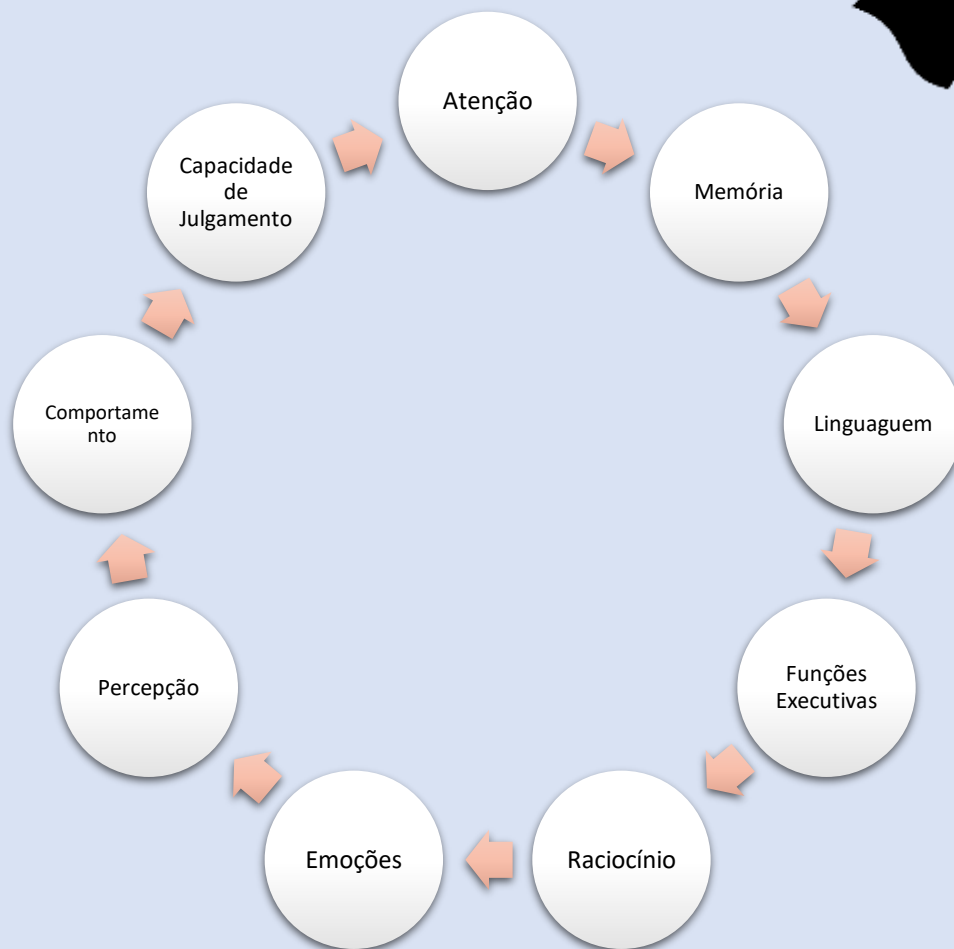 Atenção
Memória
Linguaguem
Funções
Executivas
Raciocínio
Emoções
Percepção
Comportame
nto
Capacidade
de
Julgamento